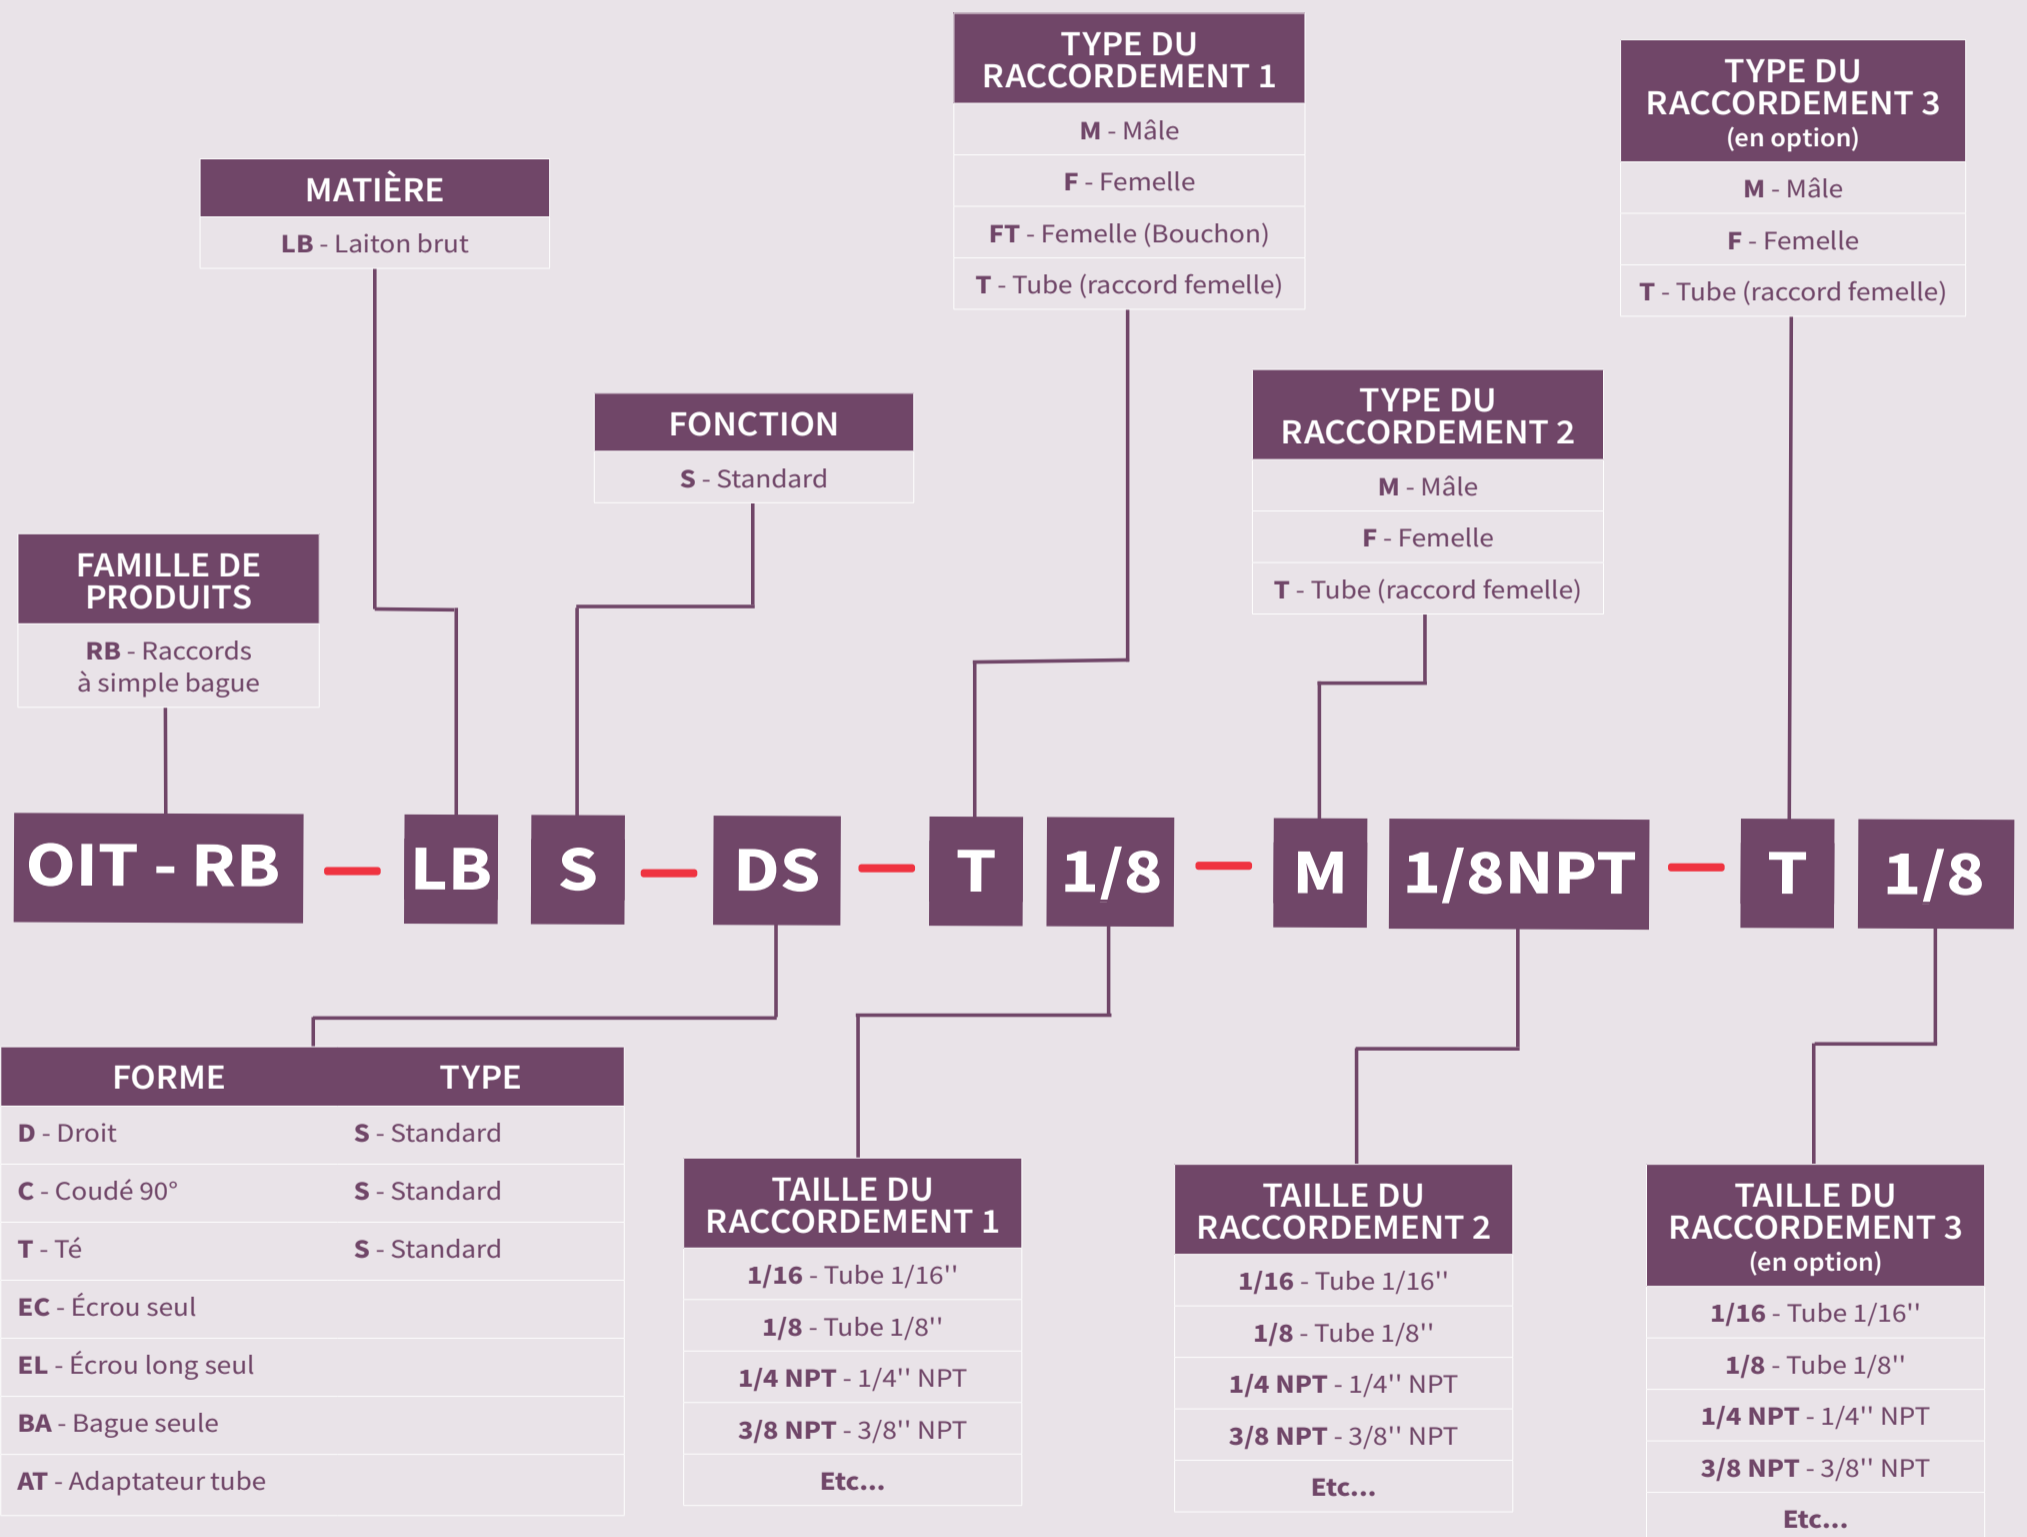 TYPE DU
RACCORDEMENT 1
M - Mâle
F - Femelle
FT - Femelle (Bouchon)
T - Tube (raccord femelle)
TYPE DU
RACCORDEMENT 3
(en option)
M - Mâle
F - Femelle
T - Tube (raccord femelle)
MATIÈRE
LB - Laiton brut
FONCTION
S - Standard
TYPE DU
RACCORDEMENT 2
M - Mâle
F - Femelle
T - Tube (raccord femelle)
FAMILLE DE
PRODUITS
RB - Raccords
à simple bague
OIT - RB — LB S — DS — T 1/8 — M 1/8NPT — T 1/8
FORME TYPE
D - Droit S - Standard
C - Coudé 90° S - Standard
T - Té S - Standard
EC - Écrou seul
EL - Écrou long seul
BA - Bague seule
AT - Adaptateur tube
TAILLE DU
RACCORDEMENT 1
1/16 - Tube 1/16''
1/8 - Tube 1/8''
1/4 NPT - 1/4'' NPT
3/8 NPT - 3/8'' NPT
Etc...
TAILLE DU
RACCORDEMENT 2
1/16 - Tube 1/16''
1/8 - Tube 1/8''
1/4 NPT - 1/4'' NPT
3/8 NPT - 3/8'' NPT
Etc...
TAILLE DU
RACCORDEMENT 3
(en option)
1/16 - Tube 1/16''
1/8 - Tube 1/8''
1/4 NPT - 1/4'' NPT
3/8 NPT - 3/8'' NPT
Etc...